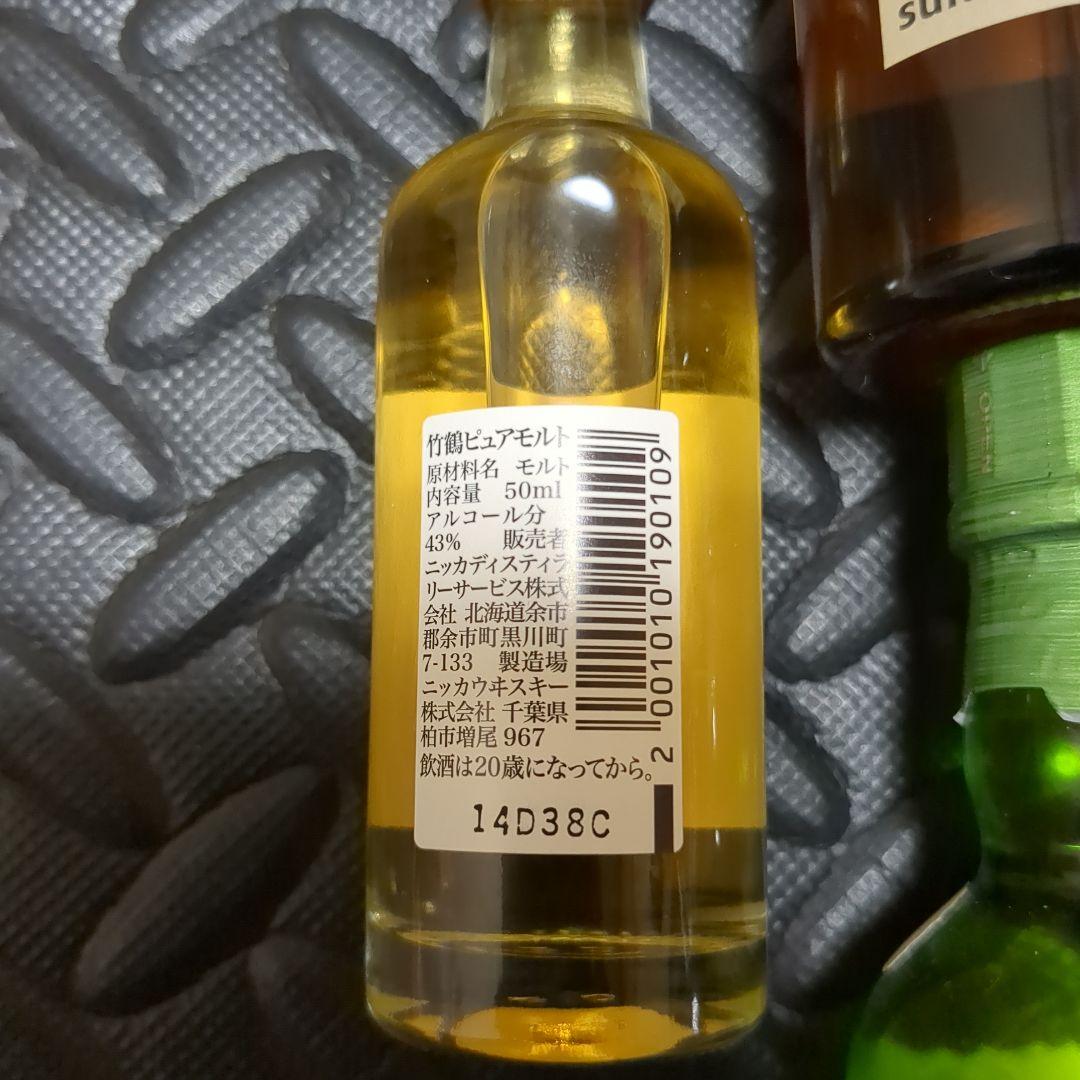 竹鶴ピュアモルト
原材料名 モルト
内容量 50ml
アルコール分
43% 販売者
ニッカディスティラ
リーサービス株式
会社 北海道余市
郡余市町黒川町
7-133 製造場
ニッカウヰスキー
株式会社 千葉県
柏市増尾 967
飲酒は20歳になってから。
14D38C
2 001010 190109
OPEN